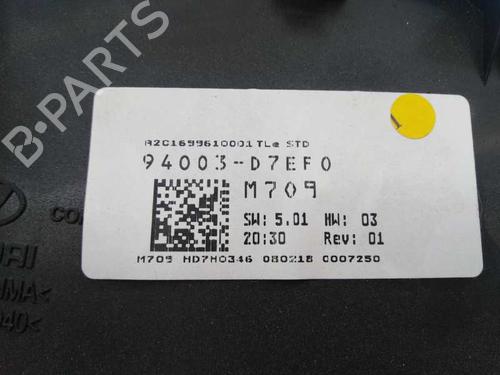 A2C1699610001 TLe STD
94003-D7EF0
M709
SW: 5.01 HW: 03
20:30 Rev: 01
M709 HD7H0346 080218 0007250